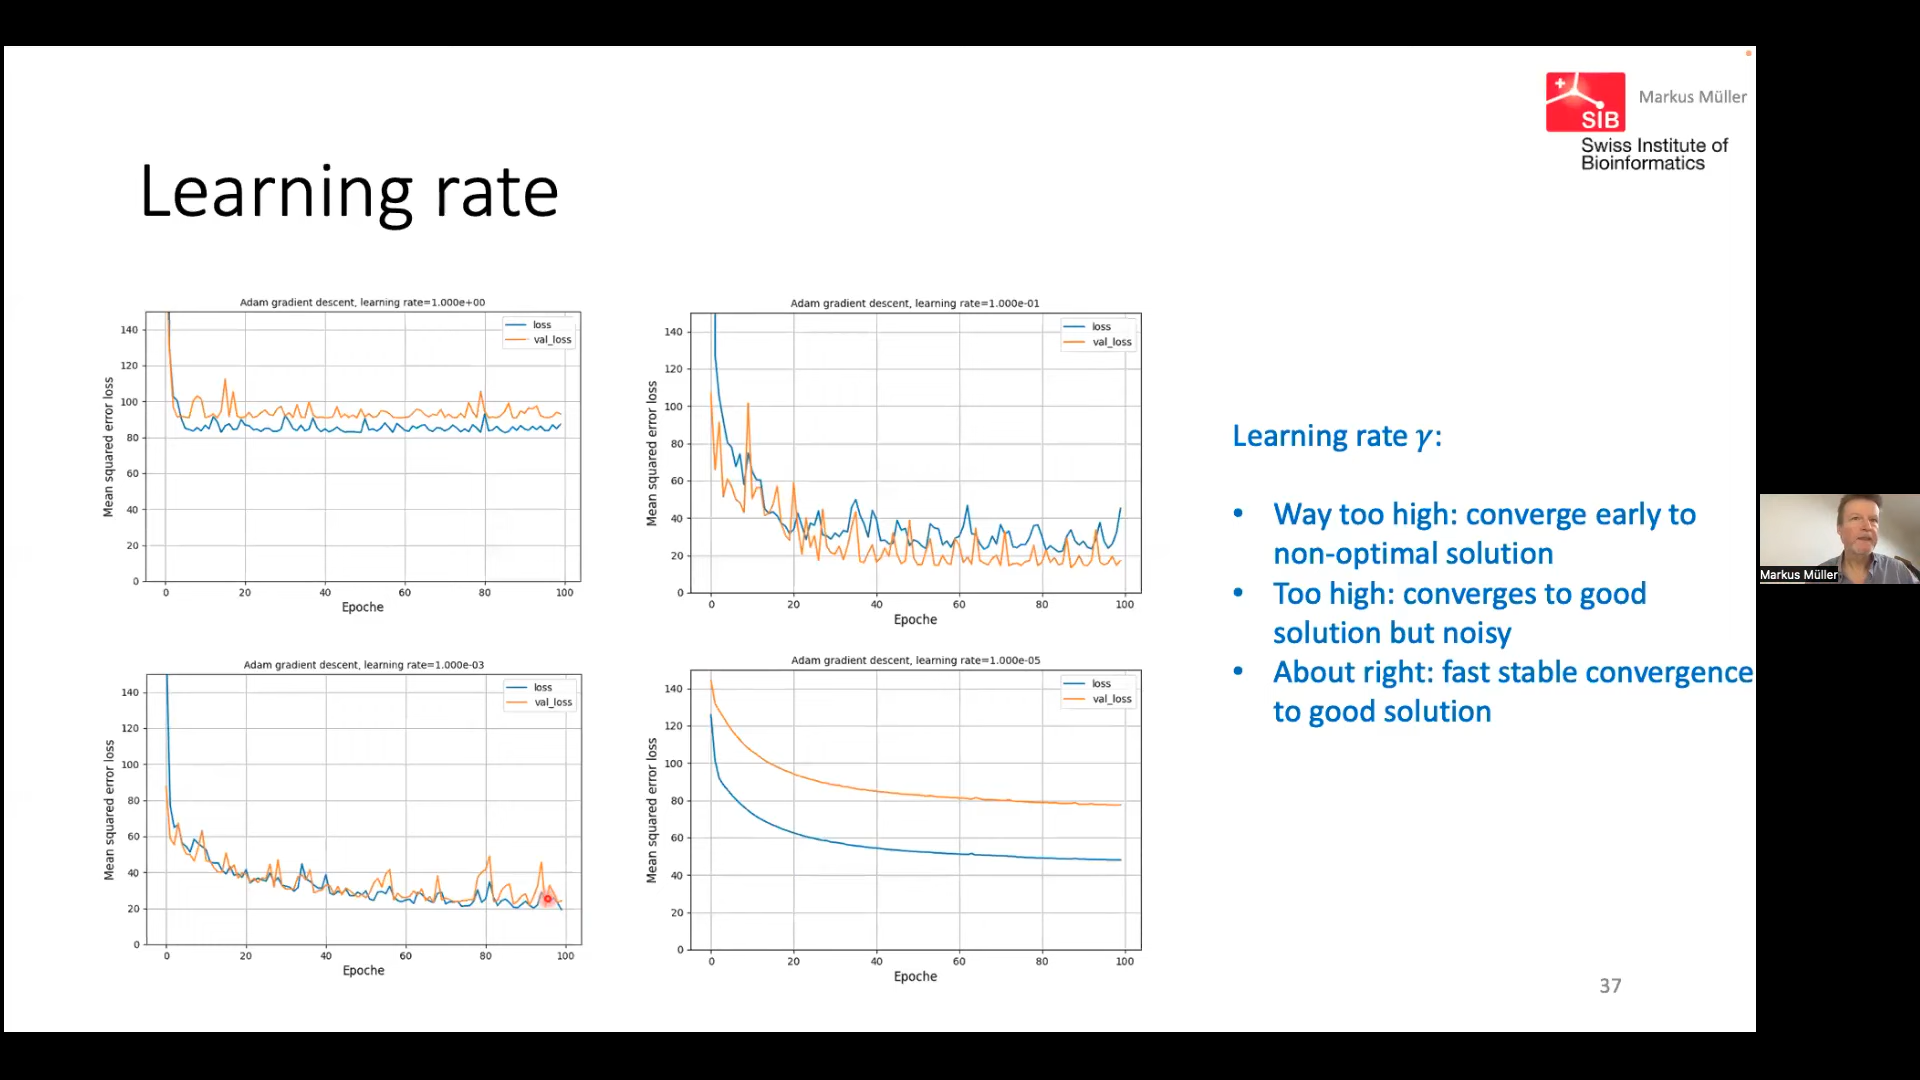 SIB
Markus Müller
Swiss Institute of
Bioinformatics
Learning rate
Adam gradient descent, learning rate=1.000e+00
loss
val_loss
140
120
100
80
60
40
20
0
Mean squared error loss
0 20 40 60 80 100
Epoche
Adam gradient descent, learning rate=1.000e-01
loss
val_loss
140
120
100
80
60
40
20
0
Mean squared error loss
0 20 40 60 80 100
Epoche
Adam gradient descent, learning rate=1.000e-03
loss
val_loss
140
120
100
80
60
40
20
0
Mean squared error loss
0 20 40 60 80 100
Epoche
Adam gradient descent, learning rate=1.000e-05
loss
val_loss
140
120
100
80
60
40
20
0
Mean squared error loss
0 20 40 60 80 100
Epoche
Learning rate γ:
• Way too high: converge early to
non-optimal solution
• Too high: converges to good
solution but noisy
• About right: fast stable convergence
to good solution
Markus Müller
37